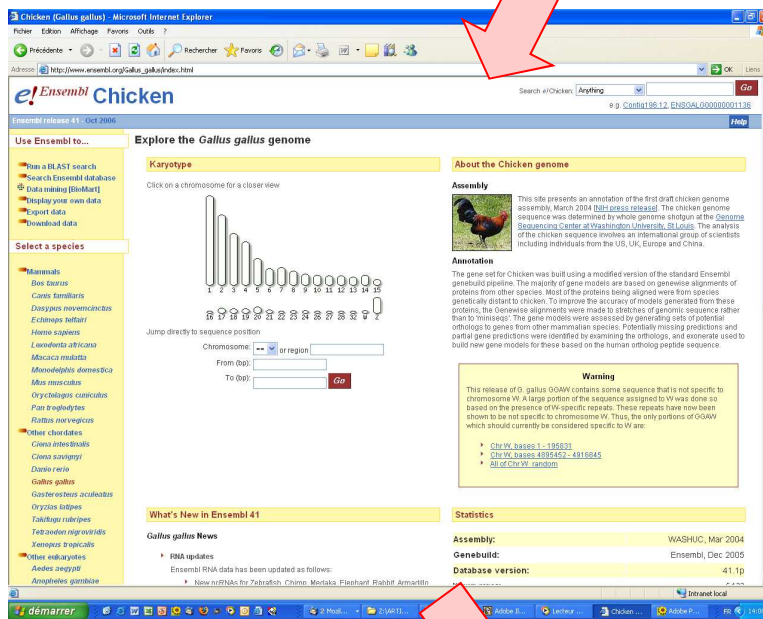 Chicken (Gallus gallus) - Microsoft Internet Explorer
Fichier Edition Affichage Favoris Outils ?
Précédente Rechercher Favoris
Adresse http://www.ensembl.org/Gallus_gallus/index.html OK Liens
e! Ensembl Chicken
Search e! Chicken: Anything Go
e.g. Contig196.12, ENSGALG00000001136
Ensembl release 41 - Oct 2006 Help
Use Ensembl to...
Run a BLAST search
Search Ensembl database
Data mining [BioMart]
Display your own data
Export data
Download data
Select a species
Mammals
Bos taurus
Canis familiaris
Dasypus novemcinctus
Echinops telfairi
Homo sapiens
Loxodonta africana
Macaca mulatta
Monodelphis domestica
Mus musculus
Oryctolagus cuniculus
Pan troglodytes
Rattus norvegicus
Other chordates
Ciona intestinalis
Ciona savignyi
Danio rerio
Gallus gallus
Gasterosteus aculeatus
Oryzias latipes
Takifugu rubripes
Tetraodon nigroviridis
Xenopus tropicalis
Other eukaryotes
Aedes aegypti
Anopheles gambiae
Explore the Gallus gallus genome
Karyotype
Click on a chromosome for a closer view
1 2 3 4 5 6 7 8 9 10 11 12 13 14 15
Jump directly to sequence position
Chromosome: -- or region
From (bp):
To (bp): Go
About the Chicken genome
Assembly
This site presents an annotation of the first draft chicken genome
assembly, March 2004 [NIH press release]. The chicken genome
sequence was determined by whole genome shotgun at the Genome
Sequencing Center at Washington University, St Louis. The analysis
of the chicken sequence involves an international group of scientists
including individuals from the US, UK, Europe and China.
Annotation
The gene set for Chicken was built using a modified version of the standard Ensembl
genebuild pipeline. The majority of gene models are based on genewise alignments of
proteins from other species. Most of the proteins being aligned were from species
genetically distant to chicken. To improve the accuracy of models generated from these
proteins, the Genewise alignments were made to stretches of genomic sequence rather
than to 'miniseqs'. The gene models were assessed by generating sets of potential
orthologs to genes from other mammalian species. Potentially missing predictions and
partial gene predictions were identified by examining the orthologs, and exonerate used to
build new gene models for these based on the human ortholog peptide sequence.
Warning
This release of G. gallus GGAW contains some sequence that is not specific to
chromosome W. A large portion of the sequence assigned to W was done so
based on the presence of W-specific repeats. These repeats have now been
shown to be not specific to chromosome W. Thus, the only portions of GGAW
which should currently be considered specific to W are:
Chr W, bases 1 - 195831
Chr W, bases 4895452 - 4916845
All of Chr W_random
What's New in Ensembl 41
Gallus gallus News
RNA updates
Ensembl RNA data has been updated as follows:
New ncRNAs for Zebrafish, Chimp, Medaka, Elephant, Rabbit, Armadillo
Statistics
Assembly: WASHUC, Mar 2004
Genebuild: Ensembl, Dec 2005
Database version: 41.1p
Intranet local
démarrer 2 Mozil... Z:\ARTI... Adobe Il... Lecteur ... Chicken ... Adobe P... FR